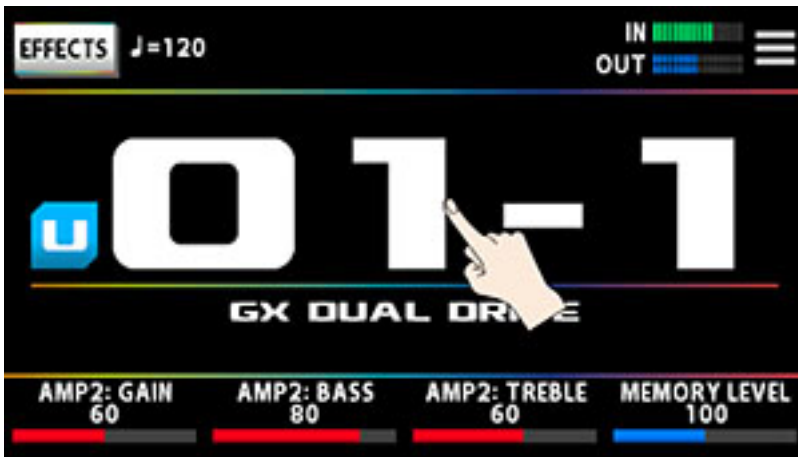 EFFECTS ♩=120
IN
OUT
U01-1
GX DUAL
AMP2: GAIN AMP2: BASS AMP2: TREBLE MEMORY LEVEL
60 80 60 100